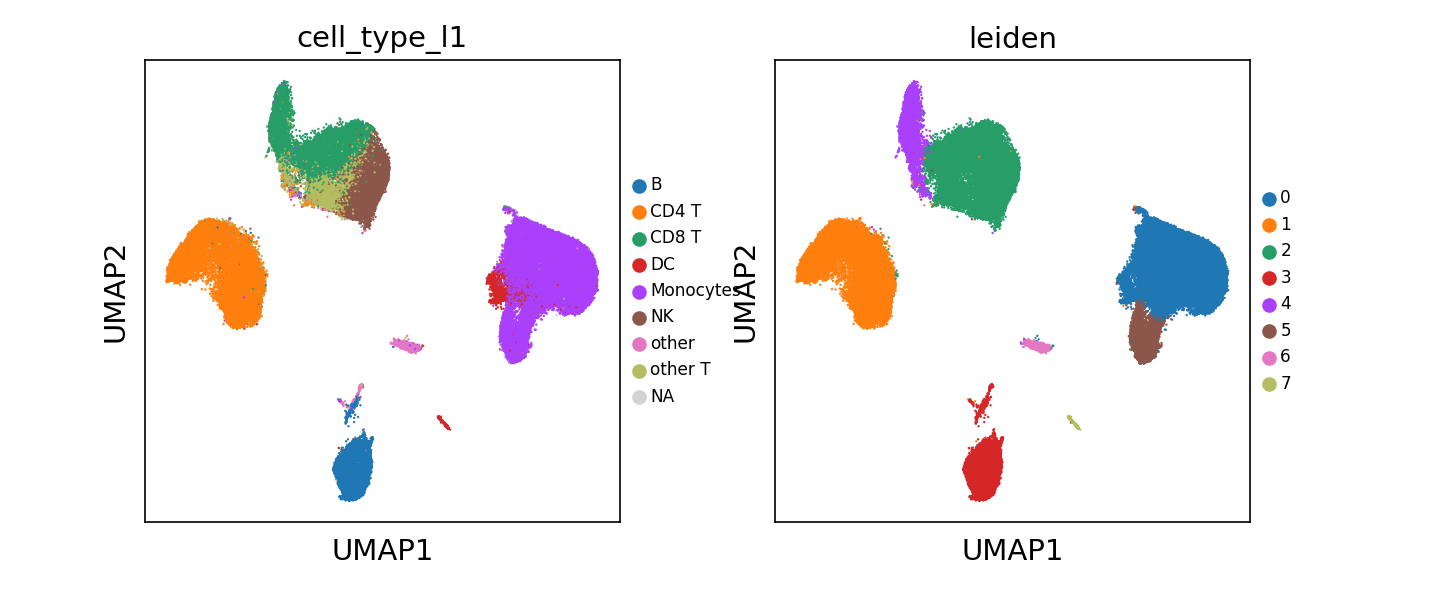 cell_type_l1
UMAP2
UMAP1
B
CD4 T
CD8 T
DC
Monocytes
NK
other
other T
NA
leiden
UMAP2
UMAP1
0
1
2
3
4
5
6
7